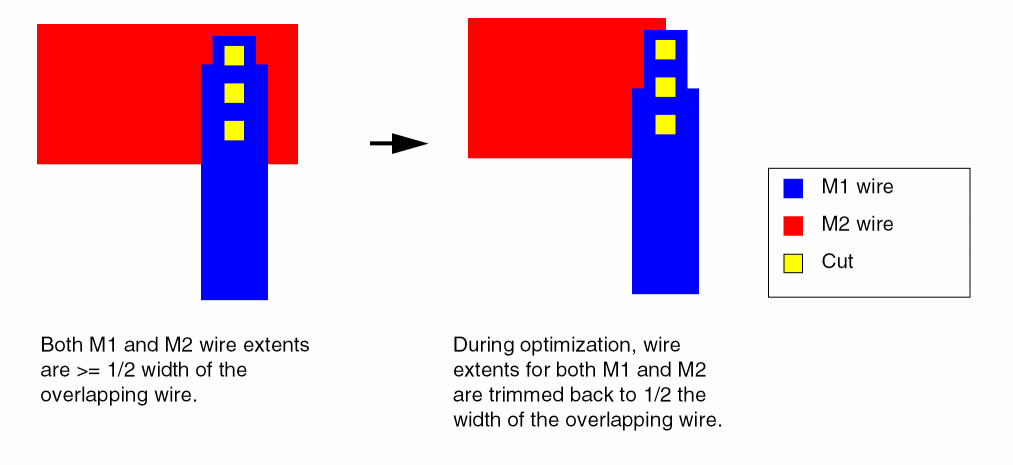 M1 wire
M2 wire
Cut
Both M1 and M2 wire extents
are >= 1/2 width of the
overlapping wire.
During optimization, wire
extents for both M1 and M2
are trimmed back to 1/2 the
width of the overlapping wire.